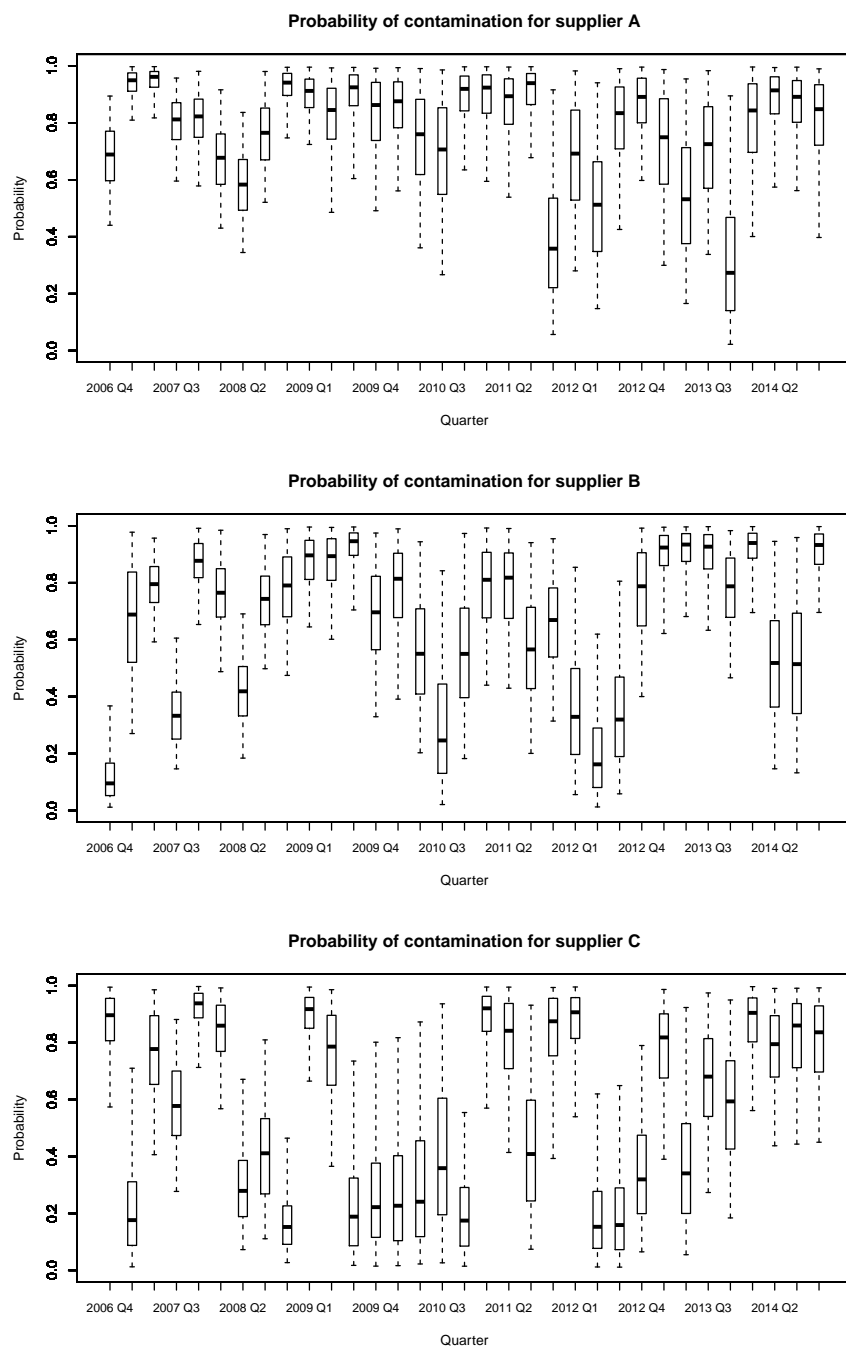 Probability of contamination for supplier A
Probability
1.0
0.8
0.6
0.4
0.2
0.0
2006 Q4 2007 Q3 2008 Q2 2009 Q1 2009 Q4 2010 Q3 2011 Q2 2012 Q1 2012 Q4 2013 Q3 2014 Q2
Quarter
Probability of contamination for supplier B
Probability
1.0
0.8
0.6
0.4
0.2
0.0
2006 Q4 2007 Q3 2008 Q2 2009 Q1 2009 Q4 2010 Q3 2011 Q2 2012 Q1 2012 Q4 2013 Q3 2014 Q2
Quarter
Probability of contamination for supplier C
Probability
1.0
0.8
0.6
0.4
0.2
0.0
2006 Q4 2007 Q3 2008 Q2 2009 Q1 2009 Q4 2010 Q3 2011 Q2 2012 Q1 2012 Q4 2013 Q3 2014 Q2
Quarter